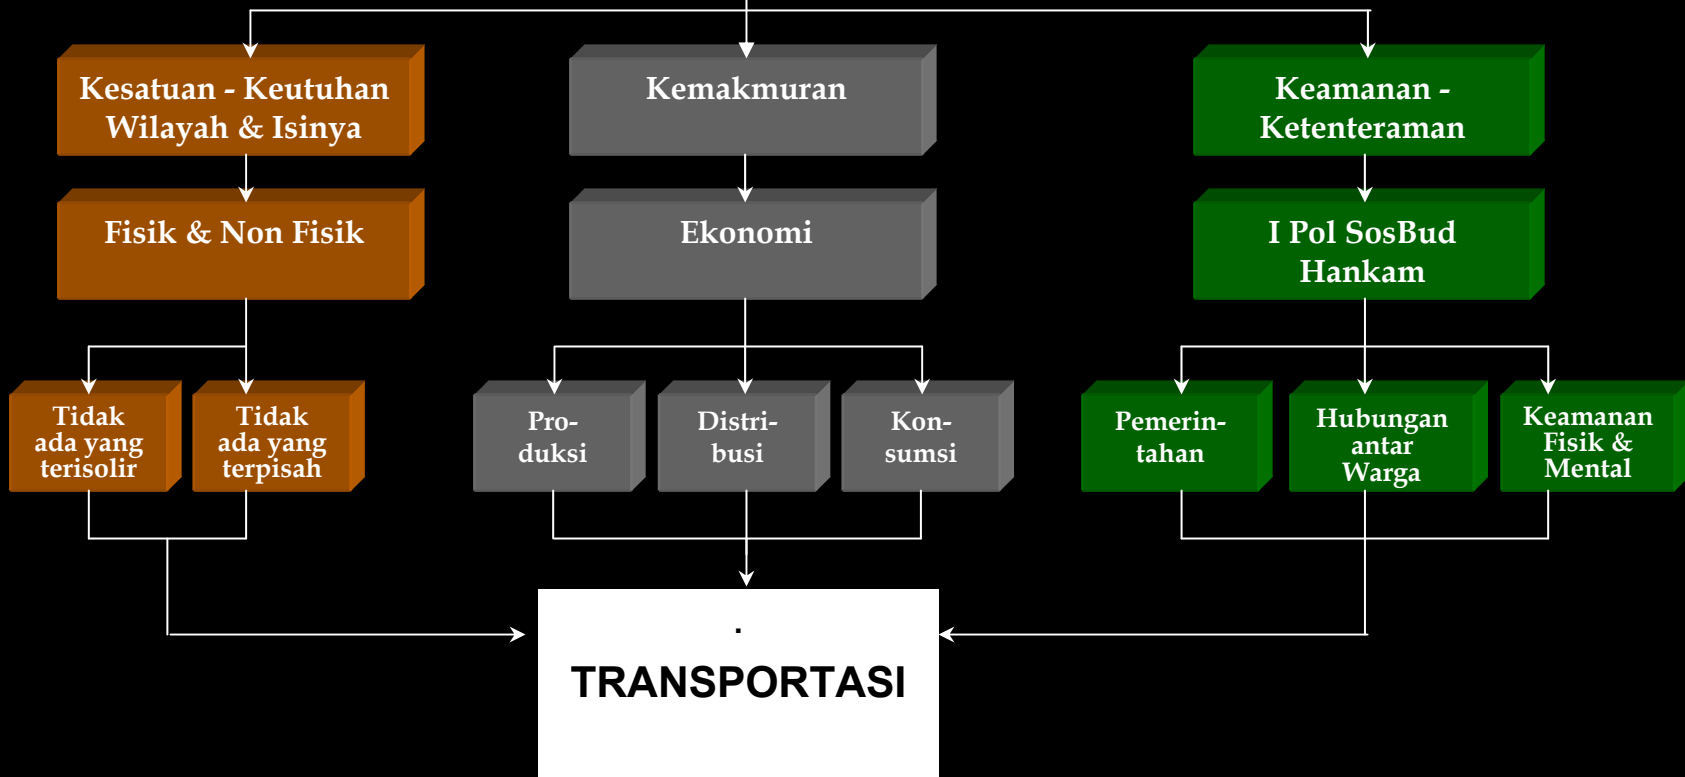 Kesatuan - Keutuhan
Wilayah & Isinya
Kemakmuran
Keamanan -
Ketenteraman
Fisik & Non Fisik
Ekonomi
I Pol SosBud
Hankam
Tidak
ada yang
terisolir
Tidak
ada yang
terpisah
Pro-
duksi
Distri-
busi
Kon-
sumsi
Pemerin-
tahan
Hubungan
antar
Warga
Keamanan
Fisik &
Mental
.
TRANSPORTASI